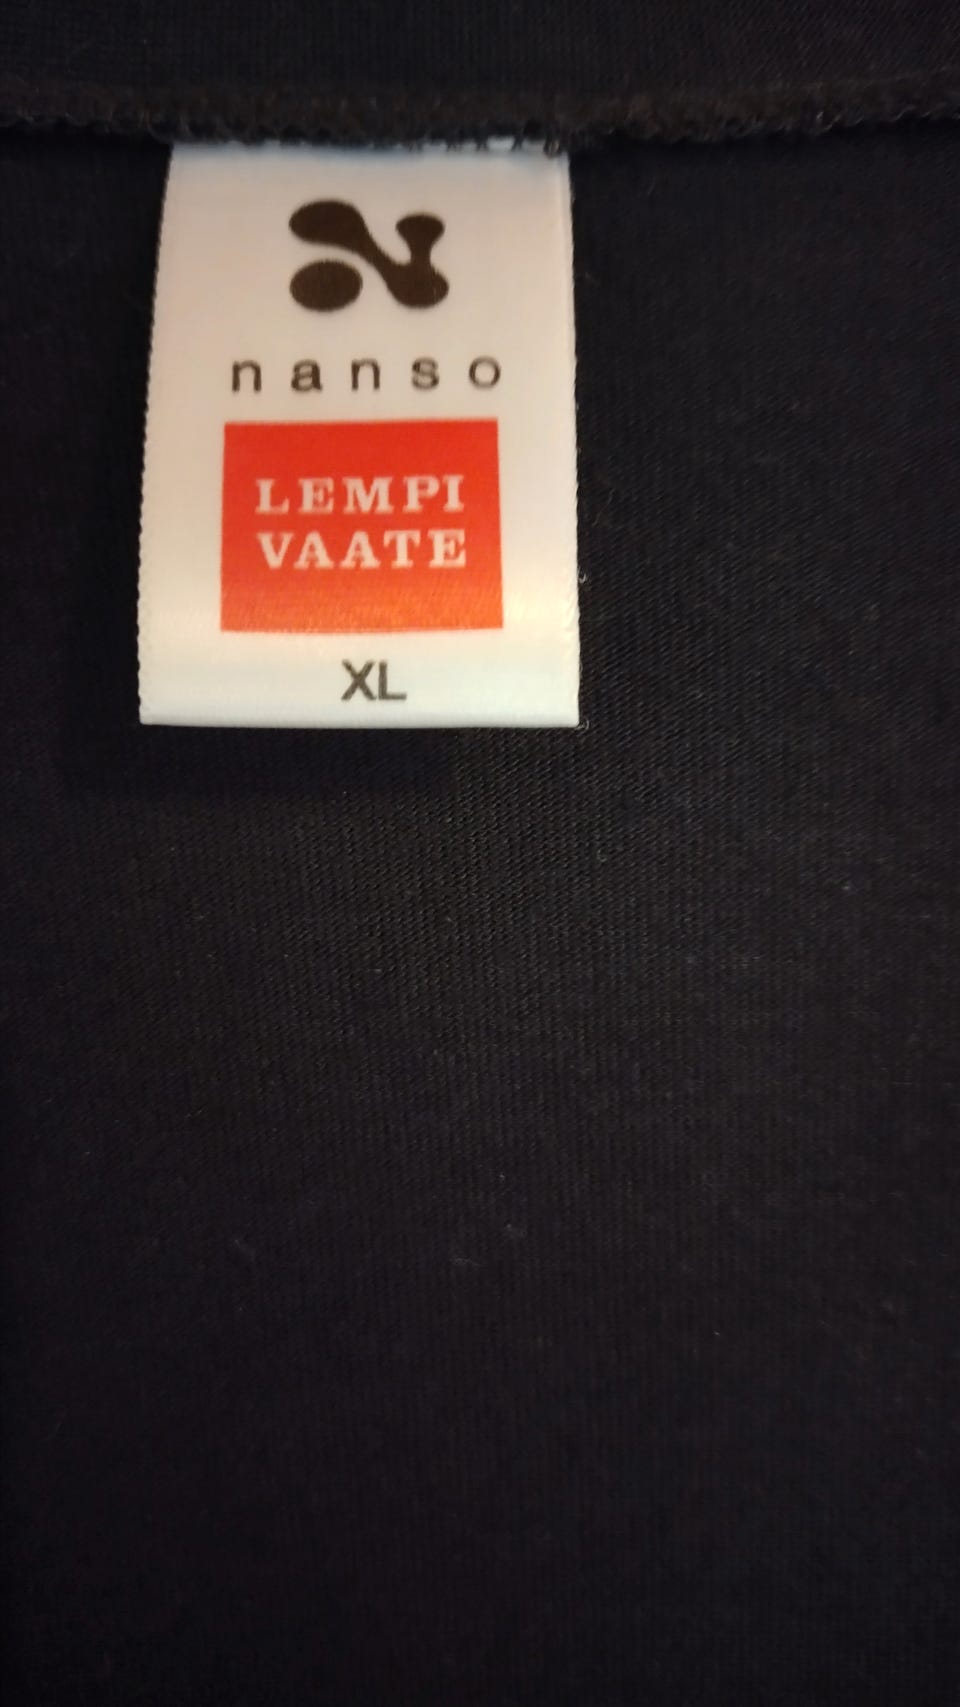 nanso
LEMPI
VAATE
XL